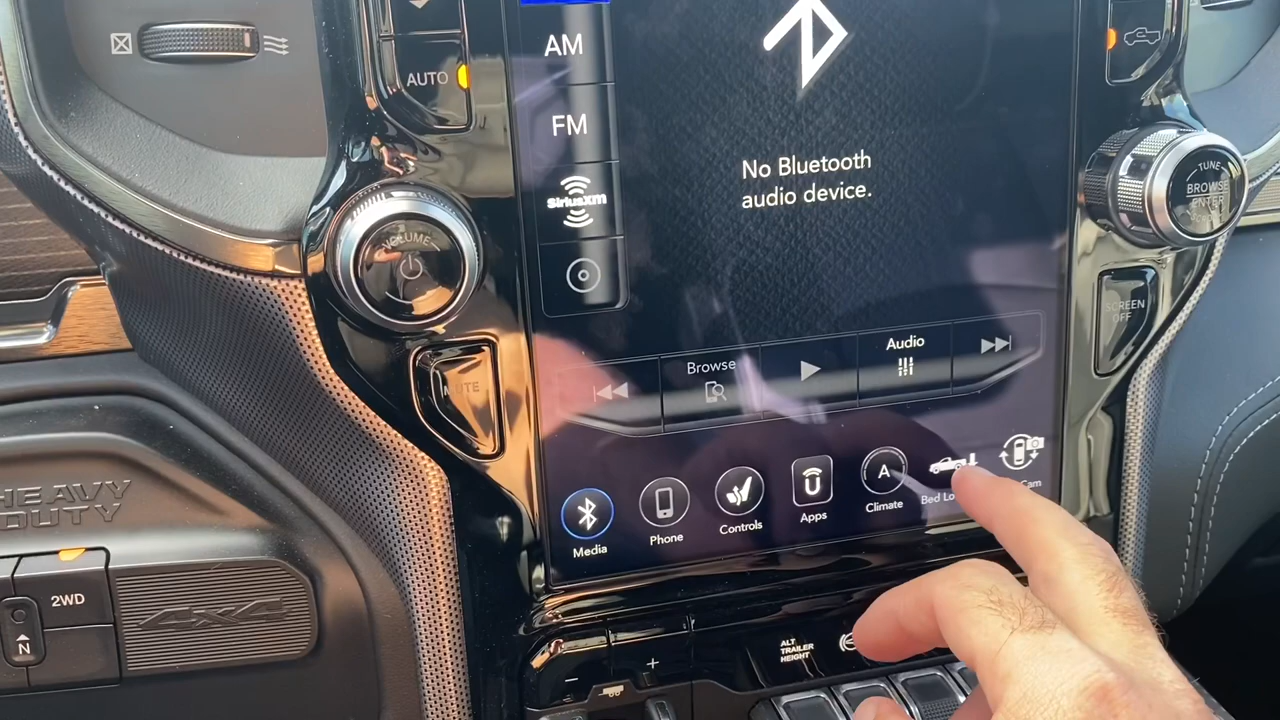 AUTO
AM
FM
SiriusXM
No Bluetooth
audio device.
VOLUME
MUTE
TUNE
BROWSE
ENTER
SCREEN
OFF
Browse
Audio
Media
Phone
Controls
Apps
A
Climate
Bed Lo
Cam
HEAVY
DUTY
2WD
4X4
N
ALT
TRAILER
HEIGHT